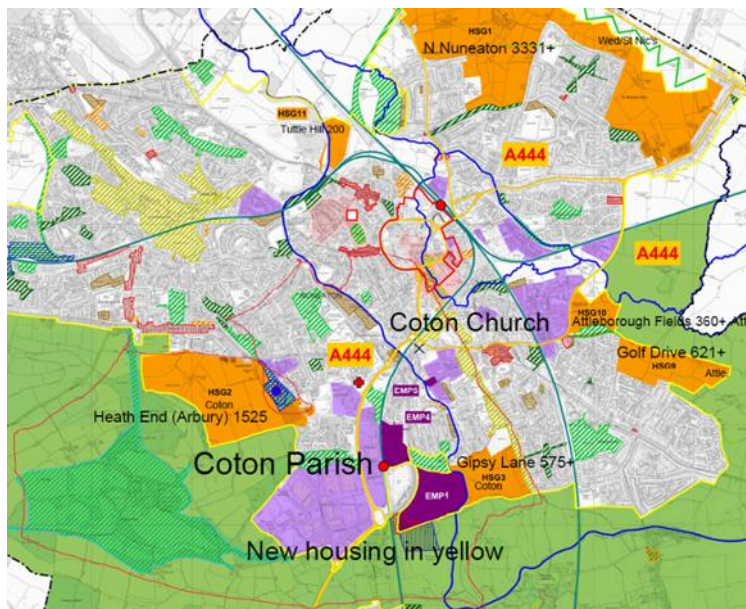 HSG1
N Nuneaton 3331+
Wed/St Nic's
HSG11
Tuttle Hill 200
A444
A444
HSG10
Attleborough Fields 360+ Att
Coton Church
Golf Drive 621+
HSG9
Attle
A444
HSG2
Coton
EMP5
EMP4
Heath End (Arbury) 1525
Coton Parish
Gipsy Lane 575+
HSG3
Coton
EMP1
New housing in yellow